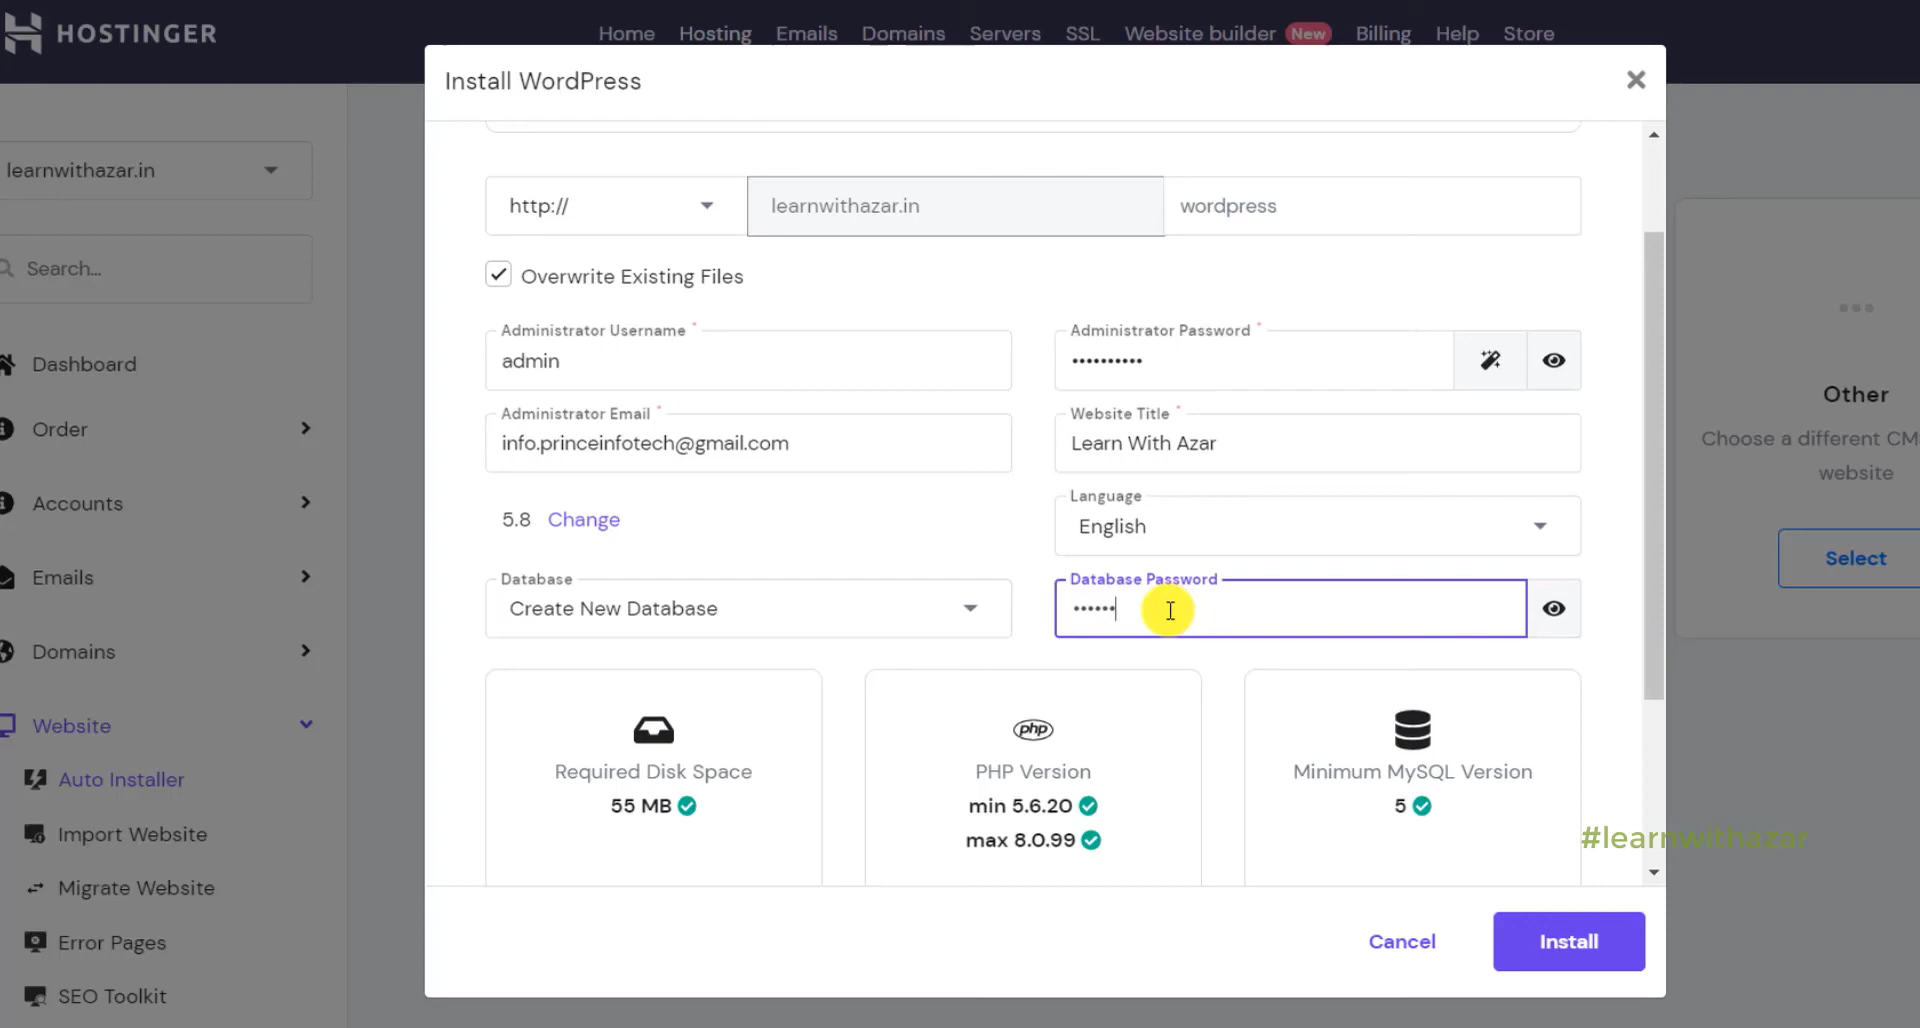 HOSTINGER
Home Hosting Emails Domains Servers SSL Website builder New Billing Help Store
Install WordPress
learnwithazar.in
Search...
Dashboard
Order
Accounts
Emails
Domains
Website
Auto Installer
Import Website
Migrate Website
Error Pages
SEO Toolkit
http:// learnwithazar.in wordpress
Overwrite Existing Files
Administrator Username *
admin
Administrator Password *
••••••••••
Administrator Email *
info.princeinfotech@gmail.com
Website Title *
Learn With Azar
5.8 Change
Language
English
Database
Create New Database
Database Password
••••••
Required Disk Space
55 MB
php
PHP Version
min 5.6.20
max 8.0.99
Minimum MySQL Version
5
Cancel Install
Other
Choose a different CM
website
Select
#learnwithazar